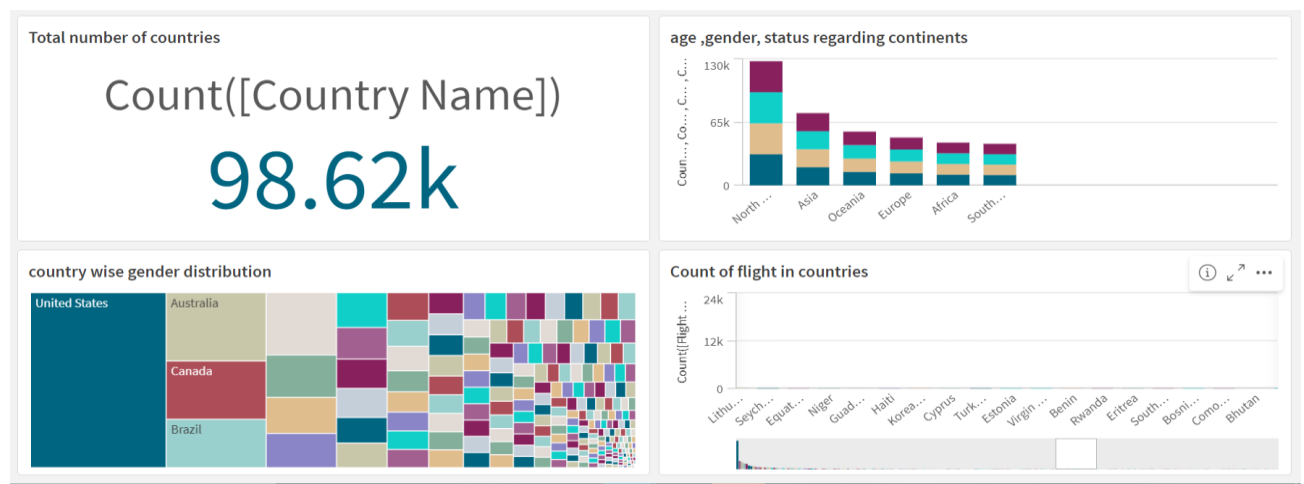 Total number of countries
Count([Country Name])
98.62k
age ,gender, status regarding continents
Coun..., Co... , C... , C...
130k
65k
0
North ...
Asia
Oceania
Europe
Africa
South...
country wise gender distribution
United States
Australia
Canada
Brazil
Count of flight in countries
Count([Flight ...
24k
12k
0
Lithu...
Seych...
Equat...
Niger
Guad...
Haiti
Korea...
Cyprus
Turk...
Estonia
Virgin ...
Benin
Rwanda
Eritrea
South...
Bosni...
Como...
Bhutan